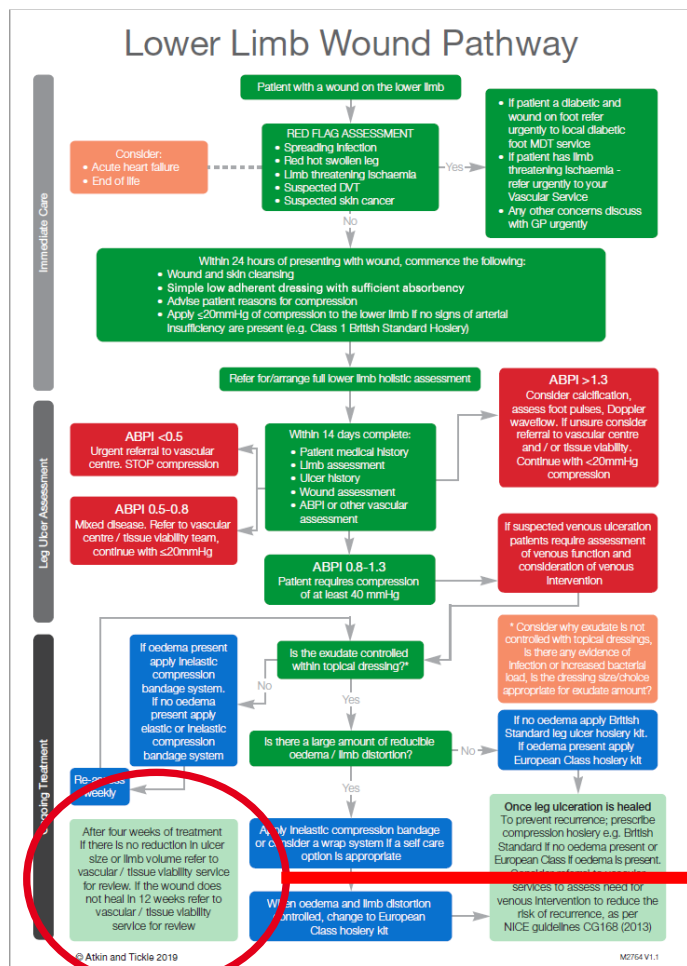 Lower Limb Wound Pathway
Immediate Care
Patient with a wound on the lower limb
RED FLAG ASSESSMENT
• Spreading Infection
• Red hot swollen leg
• Limb threatening Ischaemia
• Suspected DVT
• Suspected skin cancer
Consider:
• Acute heart failure
• End of life
Yes
• If patient a diabetic and
wound on foot refer
urgently to local diabetic
foot MDT service
• If patient has limb
threatening Ischaemia -
refer urgently to your
Vascular Service
• Any other concerns discuss
with GP urgently
No
Within 24 hours of presenting with wound, commence the following:
• Wound and skin cleansing
• Simple low adherent dressing with sufficient absorbency
• Advise patient reasons for compression
• Apply ≤20mmHg of compression to the lower limb if no signs of arterial
Insufficiency are present (e.g. Class 1 British Standard Hosiery)
Refer for/arrange full lower limb holistic assessment
Leg Ulcer Assessment
ABPI <0.5
Urgent referral to vascular
centre. STOP compression
ABPI 0.5-0.8
Mixed disease. Refer to vascular
centre / tissue viability team,
continue with ≤20mmHg
Within 14 days complete:
• Patient medical history
• Limb assessment
• Ulcer history
• Wound assessment
• ABPI or other vascular
assessment
ABPI >1.3
Consider calcification,
assess foot pulses, Doppler
waveflow. If unsure consider
referral to vascular centre
and / or tissue viability.
Continue with <20mmHg
compression
ABPI 0.8-1.3
Patient requires compression
of at least 40 mmHg
If suspected venous ulceration
patients require assessment
of venous function and
consideration of venous
Intervention
Ongoing Treatment
If oedema present
apply Inelastic
compression
bandage system.
If no oedema
present apply
elastic or Inelastic
compression
bandage system
Is the exudate controlled
within topical dressing?*
No
Yes
* Consider why exudate is not
controlled with topical dressings,
Is there any evidence of
Infection or increased bacterial
load, Is the dressing size/choice
appropriate for exudate amount?
Is there a large amount of reducible
oedema / limb distortion?
No
Yes
If no oedema apply British
Standard leg ulcer hosiery kit.
If oedema present apply
European Class hosiery kit
Re-assess
weekly
After four weeks of treatment
If there is no reduction in ulcer
size or limb volume refer to
vascular / tissue viability service
for review. If the wound does
not heal in 12 weeks refer to
vascular / tissue viability
service for review
Apply inelastic compression bandage
or consider a wrap system if a self care
option is appropriate
When oedema and limb distortion
controlled, change to European
Class hosiery kit
Once leg ulceration is healed
To prevent recurrence; prescribe
compression hosiery e.g. British
Standard If no oedema present or
European Class if oedema is present.
Consider referral to vascular
services to assess need for
venous intervention to reduce the
risk of recurrence, as per
NICE guidelines CG168 (2013)
© Atkin and Tickle 2019
M2764 V1.1